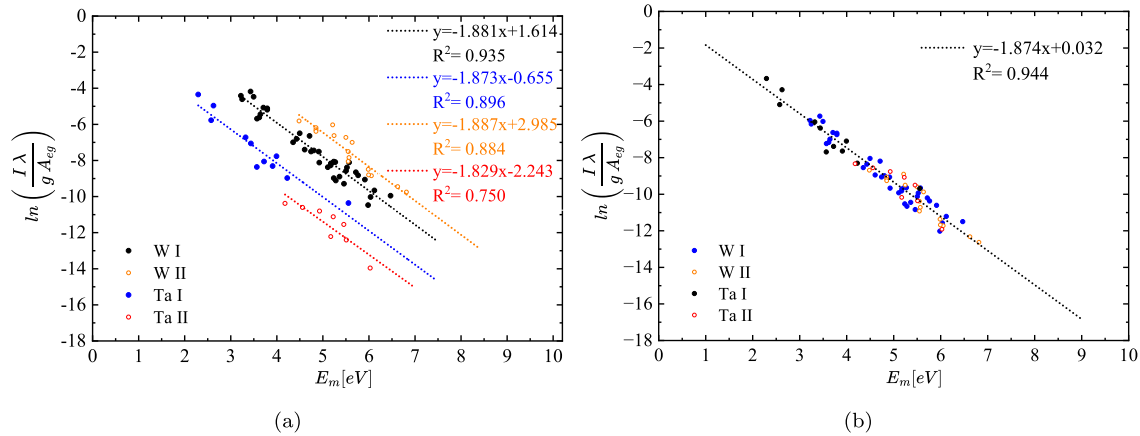 y=-1.881x+1.614
R²= 0.935
y=-1.873x-0.655
R²= 0.896
y=-1.887x+2.985
R²= 0.884
y=-1.829x-2.243
R²= 0.750
W I
W II
Ta I
Ta II
0
-2
-4
-6
-8
-10
-12
-14
-16
-18
0 1 2 3 4 5 6 7 8 9 10
ln (I λ / g A_eg)
E_m[eV]
(a)
y=-1.874x+0.032
R² = 0.944
W I
W II
Ta I
Ta II
0
−2
−4
−6
−8
−10
−12
−14
−16
−18
0 1 2 3 4 5 6 7 8 9 10
ln (I λ / g A_eg)
E_m[eV]
(b)